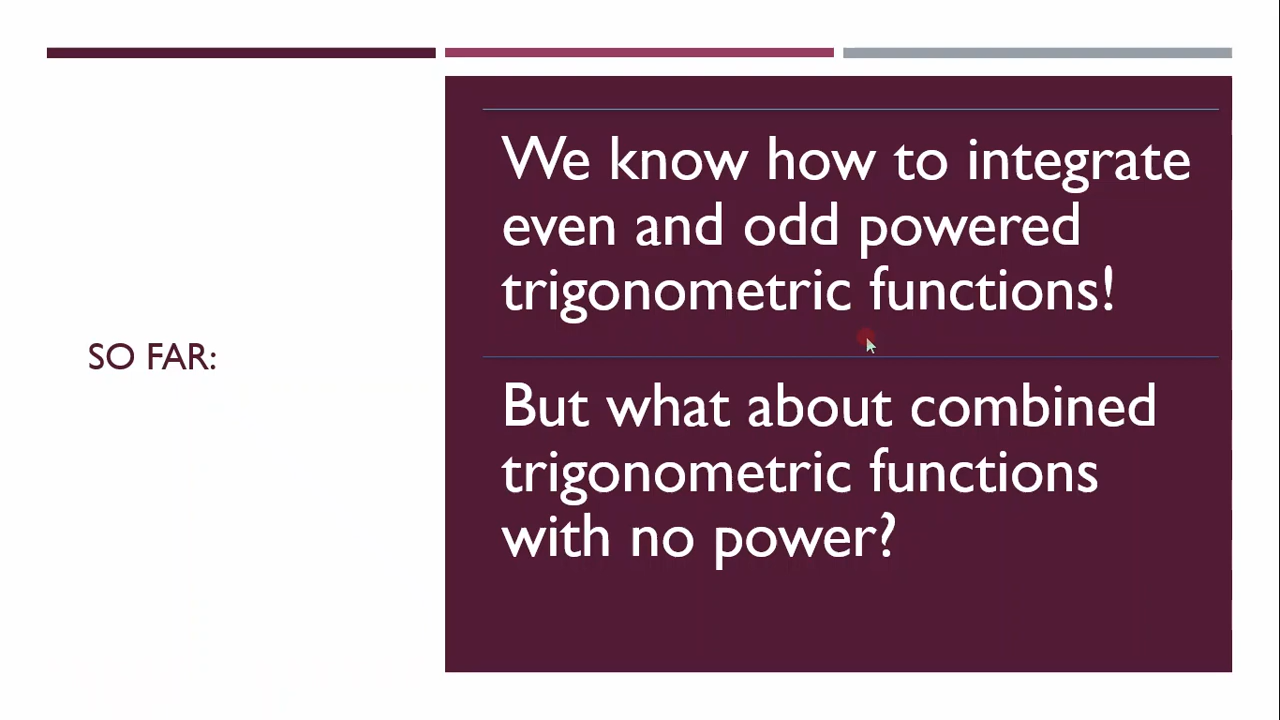 SO FAR:
We know how to integrate
even and odd powered
trigonometric functions!
But what about combined
trigonometric functions
with no power?